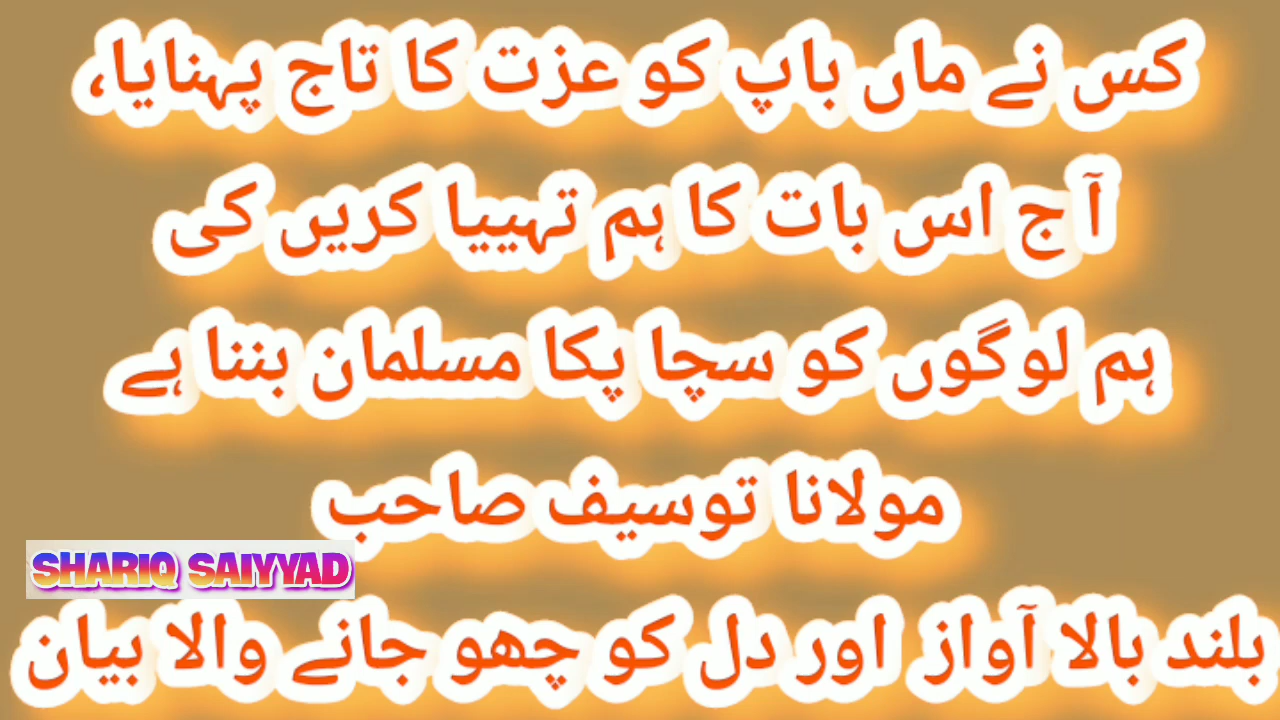 کس نے ماں باپ کو عزت کا تاج پہنایا،
آ ج اس بات کا ہم تہییا کریں کی
ہم لوگوں کو سچا پکا مسلمان بننا ہے
مولانا توسیف صاحب
SHARIQ SAIYYAD
بلند بالا آواز اور دل کو چھو جانے والا بیان